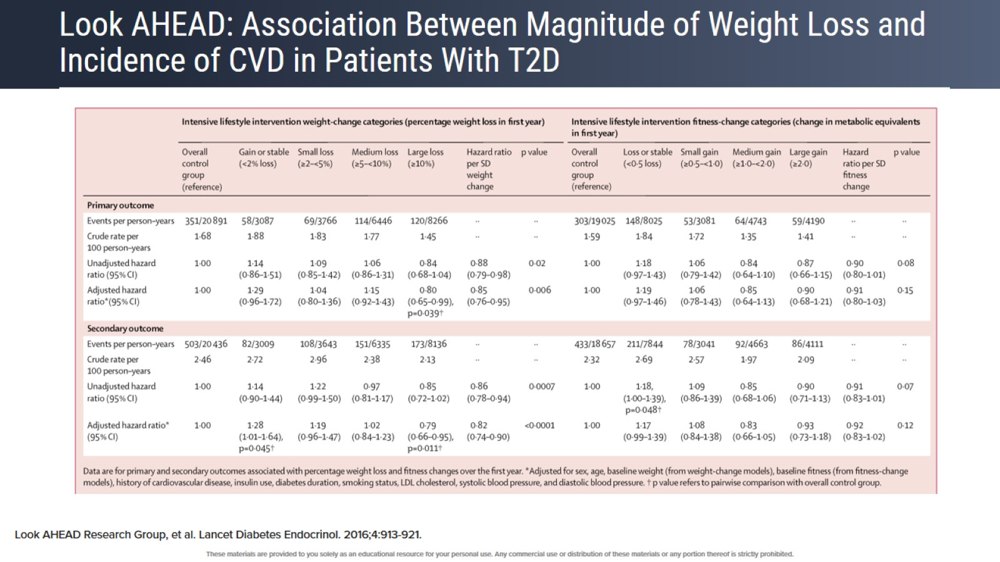 Look AHEAD: Association Between Magnitude of Weight Loss and
Incidence of CVD in Patients With T2D
Intensive lifestyle intervention weight-change categories (percentage weight loss in first year) Intensive lifestyle intervention fitness-change categories (change in metabolic equivalents
in first year)
Overall Gain or stable Small loss Medium loss Large loss Hazard ratio p value Overall Loss or stable Small gain Medium gain Large gain Hazard p value
control (<2% loss) (≥2–<5%) (≥5–<10%) (≥10%) per SD control (<0·5 loss) (≥0·5–<1·0) (≥1·0–<2·0) (≥2·0) ratio per SD
group weight group fitness
(reference) change (reference) change
Primary outcome
Events per person–years 351/20 891 58/3087 69/3766 114/6446 120/8266 ·· ·· 303/19 025 148/8025 53/3081 64/4743 59/4190 ·· ··
Crude rate per 1·68 1·88 1·83 1·77 1·45 ·· ·· 1·59 1·84 1·72 1·35 1·41 ·· ··
100 person–years
Unadjusted hazard 1·00 1·14 1·09 1·06 0·84 0·88 0·02 1·00 1·18 1·06 0·84 0·87 0·90 0·08
ratio (95% CI) (0·86–1·51) (0·85–1·42) (0·86–1·31) (0·68–1·04) (0·79–0·98) (0·97–1·43) (0·79–1·42) (0·64–1·10) (0·66–1·15) (0·80–1·01)
Adjusted hazard 1·00 1·29 1·04 1·15 0·80 0·85 0·006 1·00 1·19 1·06 0·85 0·90 0·91 0·15
ratio*(95% CI) (0·96–1·72) (0·80–1·36) (0·92–1·43) (0·65–0·99), (0·76–0·95) (0·97–1·46) (0·78–1·43) (0·64–1·13) (0·68–1·21) (0·80–1·03)
p=0·039†
Secondary outcome
Events per person–years 503/20 436 82/3009 108/3643 151/6335 173/8136 ·· ·· 433/18 657 211/7844 78/3041 92/4663 86/4111 ·· ··
Crude rate per 2·46 2·72 2·96 2·38 2·13 ·· ·· 2·32 2·69 2·57 1·97 2·09 ·· ··
100 person–years
Unadjusted hazard 1·00 1·14 1·22 0·97 0·85 0·86 0·0007 1·00 1·18, 1·09 0·85 0·90 0·91 0·07
ratio (95% CI) (0·90–1·44) (0·99–1·50) (0·81–1·17) (0·72–1·02) (0·78–0·94) (1·00–1·39), (0·86–1·39) (0·68–1·06) (0·71–1·13) (0·83–1·01)
p=0·048†
Adjusted hazard ratio* 1·00 1·28 1·19 1·02 0·79 0·82 <0·0001 1·00 1·17 1·08 0·83 0·93 0·92 0·12
(95% CI) (1·01–1·64), (0·96–1·47) (0·84–1·23) (0·66–0·95), (0·74–0·90) (0·99–1·39) (0·84–1·38) (0·66–1·05) (0·73–1·18) (0·83–1·02)
p=0·045† p=0·011†
Data are for primary and secondary outcomes associated with percentage weight loss and fitness changes over the first year. *Adjusted for sex, age, baseline weight (from weight-change models), baseline fitness (from fitness-change
models), history of cardiovascular disease, insulin use, diabetes duration, smoking status, LDL cholesterol, systolic blood pressure, and diastolic blood pressure. † p value refers to pairwise comparison with overall control group.
Look AHEAD Research Group, et al. Lancet Diabetes Endocrinol. 2016;4:913-921.
These materials are provided to you solely as an educational resource for your personal use. Any commercial use or distribution of these materials or any portion thereof is strictly prohibited.